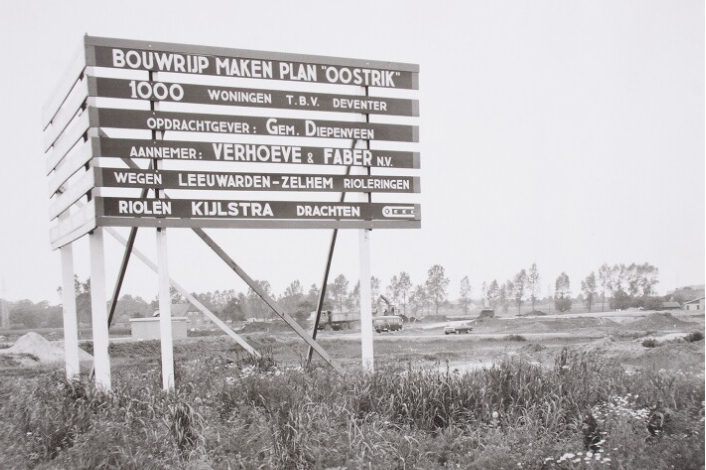 BOUWRIJP MAKEN PLAN "OOSTRIK"
1000 WONINGEN T.B.V. DEVENTER
OPDRACHTGEVER: GEM. DIEPENVEEN
AANNEMER: VERHOEVE & FABER N.V.
WEGEN LEEUWARDEN-ZELHEM RIOLERINGEN
RIOLEN KIJLSTRA DRACHTEN